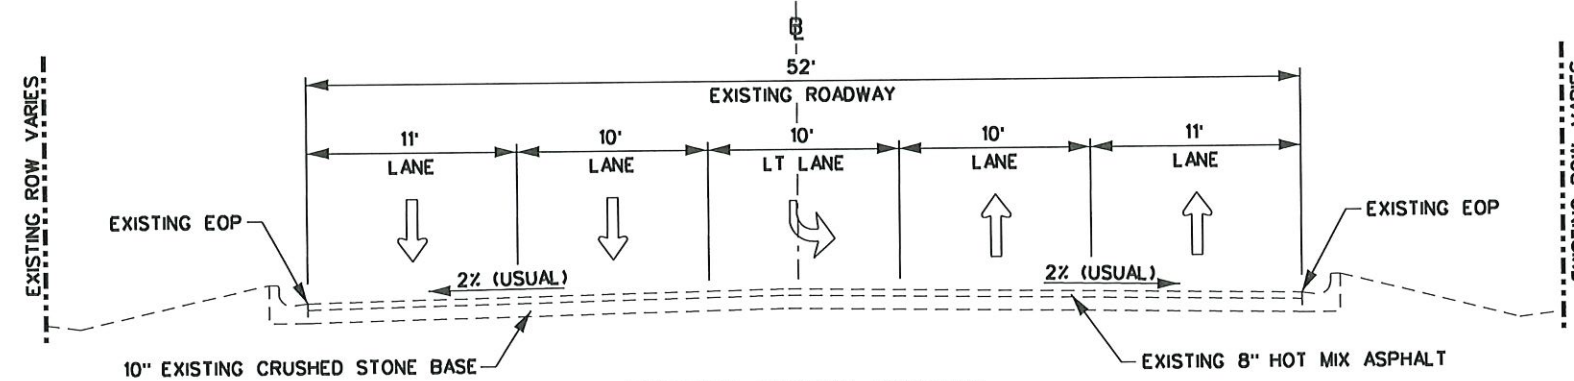 52'
EXISTING ROADWAY
11'
LANE
10'
LANE
10'
LT LANE
10'
LANE
11'
LANE
EXISTING ROW VARIES
EXISTING EOP
EXISTING EOP
2% (USUAL)
2% (USUAL)
10" EXISTING CRUSHED STONE BASE
EXISTING 8" HOT MIX ASPHALT